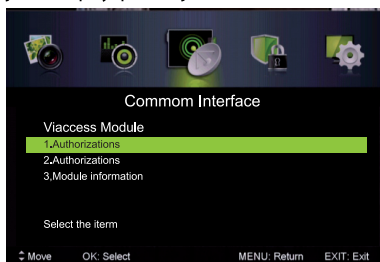 Commom Interface
Viaccess Module
1.Authorizations
2.Authorizations
3,Module information
Select the iterm
Move OK: Select MENU: Return EXIT: Exit